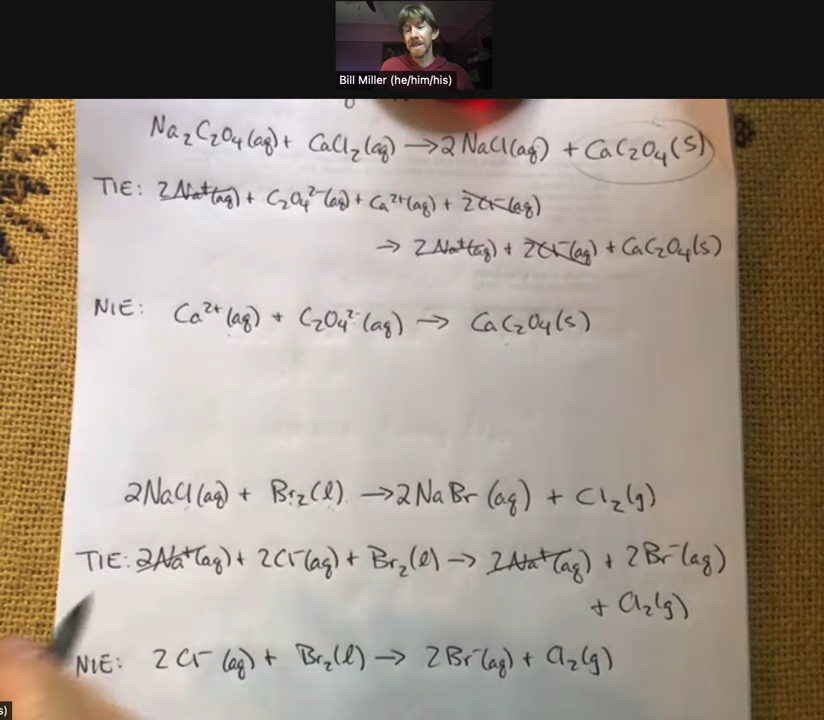 Bill Miller (he/him/his)
Na₂C₂O₄(aq) + CaCl₂(aq) → 2 NaCl(aq) + CaC₂O₄(s)
TIE: 2Na⁺(aq) + C₂O₄²⁻(aq) + Ca²⁺(aq) + 2Cl⁻(aq)
→ 2Na⁺(aq) + 2Cl⁻(aq) + CaC₂O₄(s)
NIE: Ca²⁺(aq) + C₂O₄²⁻(aq) → CaC₂O₄(s)
2NaCl(aq) + Br₂(l) → 2NaBr(aq) + Cl₂(g)
TIE: 2Na⁺(aq) + 2Cl⁻(aq) + Br₂(l) → 2Na⁺(aq) + 2Br⁻(aq)
+ Cl₂(g)
NIE: 2Cl⁻(aq) + Br₂(l) → 2Br⁻(aq) + Cl₂(g)
s)